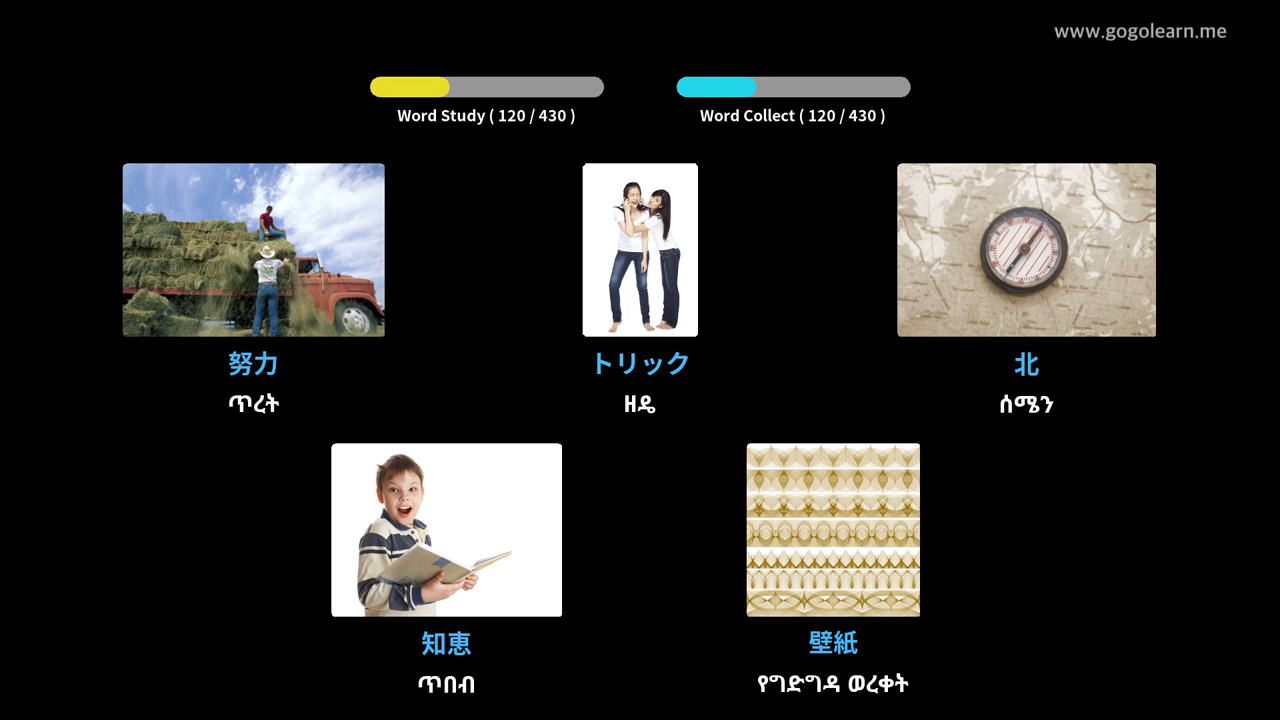 www.gogolearn.me
Word Study ( 120 / 430 )
Word Collect ( 120 / 430 )
努力
トリック
北
ጥረት
ዘዴ
ሰሜን
知恵
壁紙
ጥበብ
የግድግዳ ወረቀት